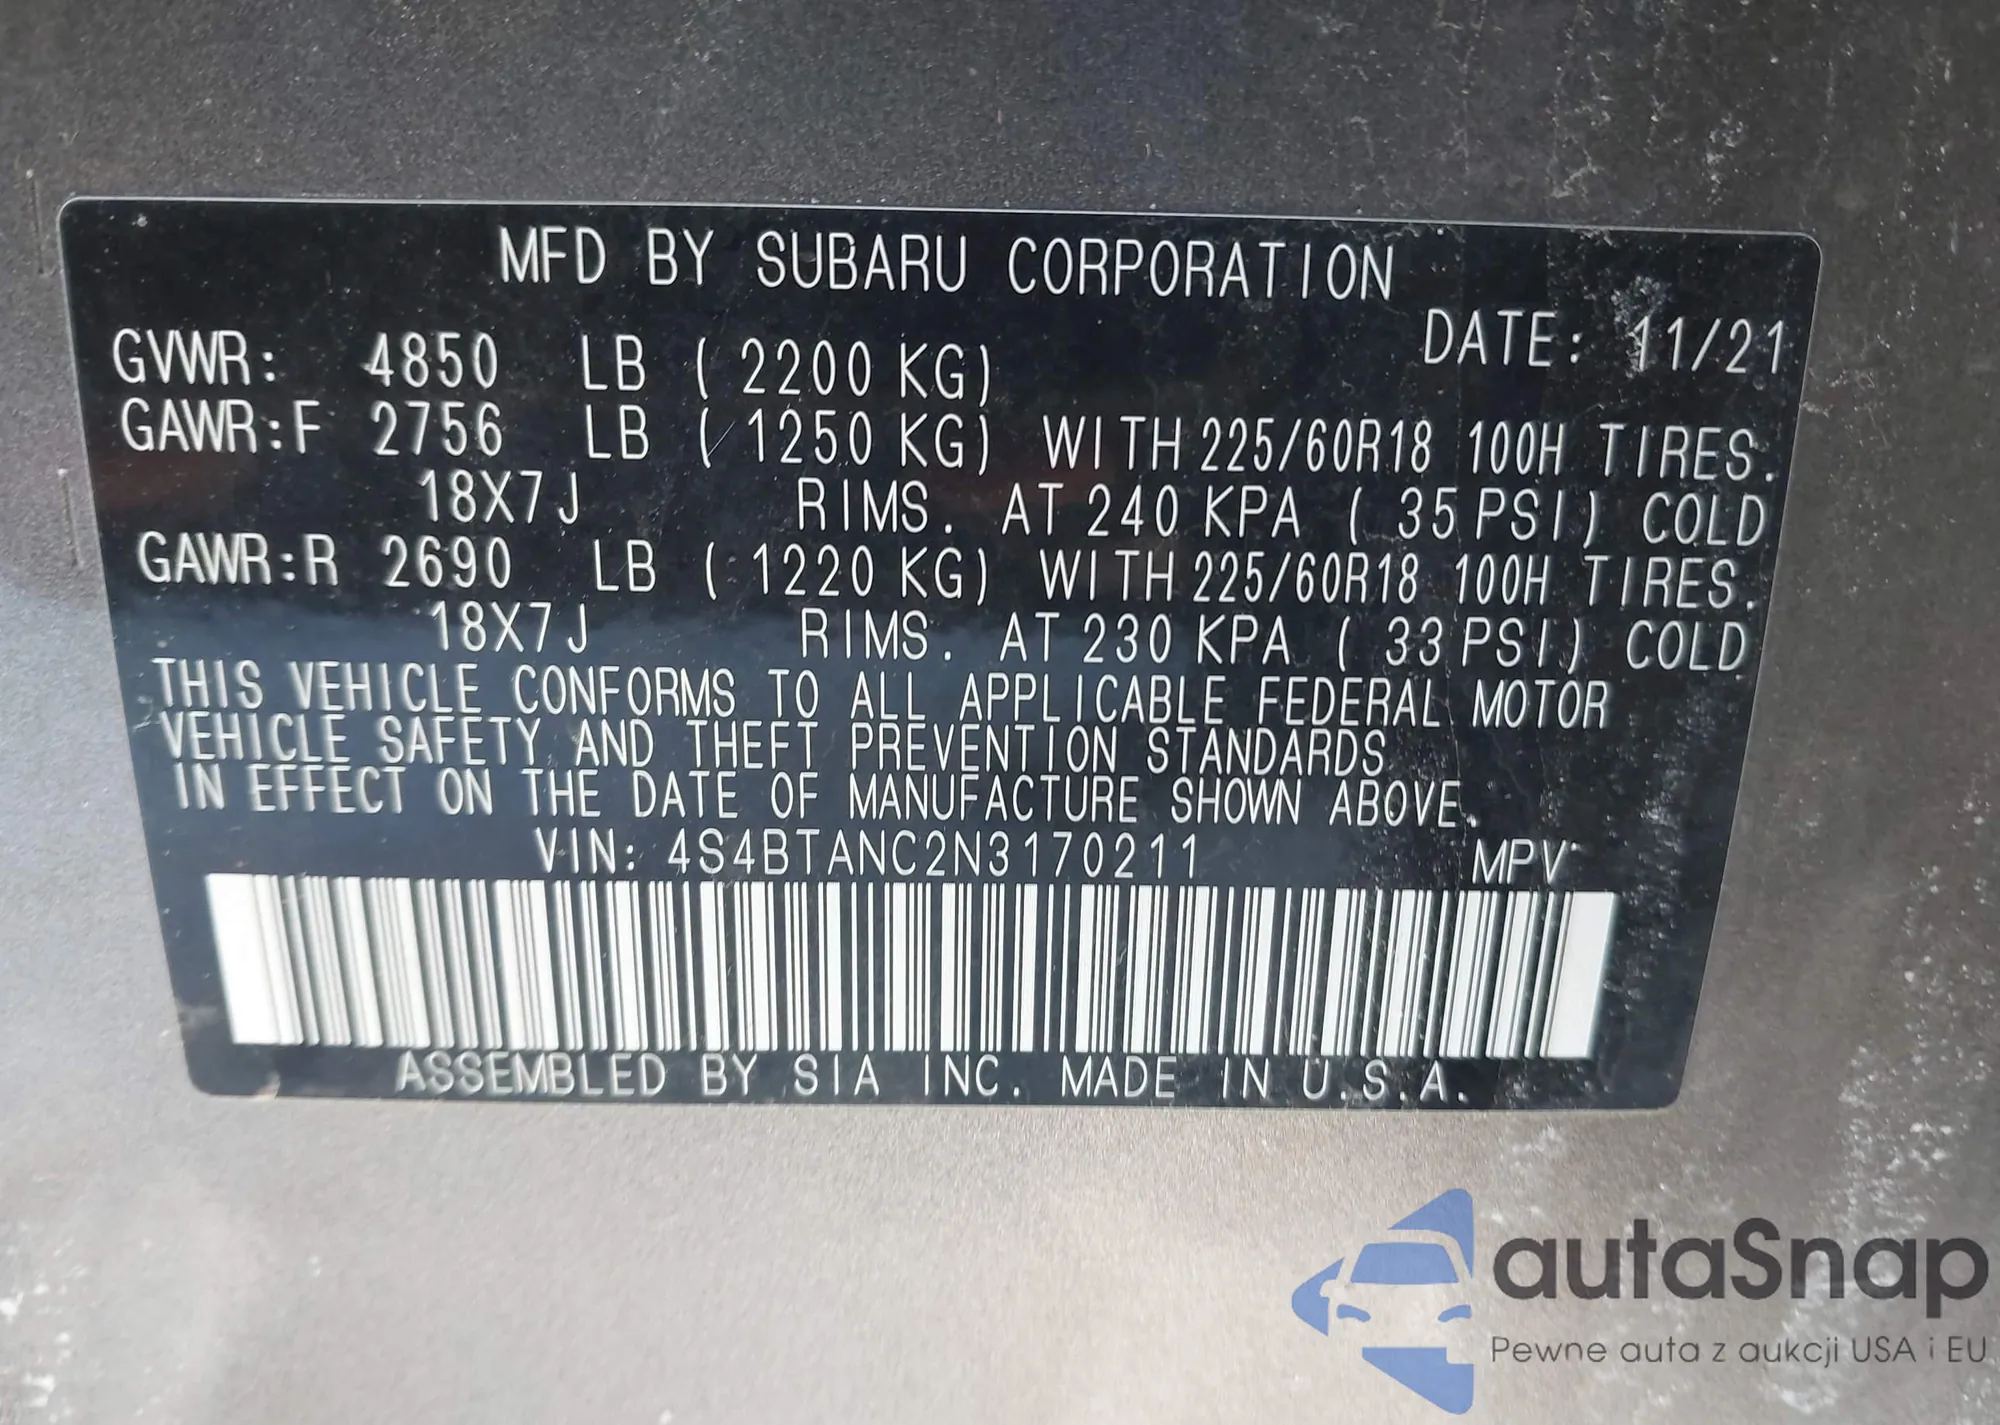 MFD BY SUBARU CORPORATION
DATE: 11/21
GVWR: 4850 LB ( 2200 KG)
GAWR:F 2756 LB ( 1250 KG) WITH 225/60R18 100H TIRES.
18X7J RIMS. AT 240 KPA ( 35 PSI) COLD
GAWR:R 2690 LB ( 1220 KG) WITH 225/60R18 100H TIRES.
18X7J RIMS. AT 230 KPA ( 33 PSI) COLD
THIS VEHICLE CONFORMS TO ALL APPLICABLE FEDERAL MOTOR
VEHICLE SAFETY AND THEFT PREVENTION STANDARDS
IN EFFECT ON THE DATE OF MANUFACTURE SHOWN ABOVE.
VIN: 4S4BTANC2N3170211 MPV
ASSEMBLED BY SIA INC. MADE IN U.S.A.
autaSnap
Pewne auta z aukcji USA i EU